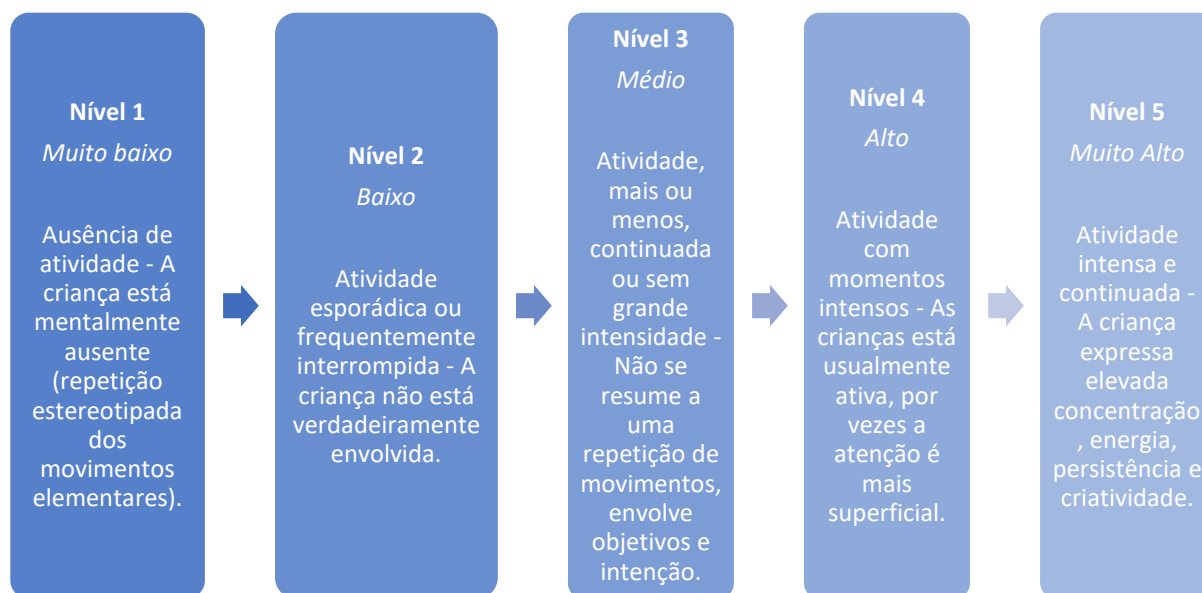 Nível 1
Muito baixo
Ausência de
atividade - A
criança está
mentalmente
ausente
(repetição
estereotipada
dos
movimentos
elementares).
Nível 2
Baixo
Atividade
esporádica ou
frequentemente
interrompida - A
criança não está
verdadeiramente
envolvida.
Nível 3
Médio
Atividade,
mais ou
menos,
continuada
ou sem
grande
intensidade -
Não se
resume a
uma
repetição de
movimentos,
envolve
objetivos e
intenção.
Nível 4
Alto
Atividade
com
momentos
intensos - As
crianças está
usualmente
ativa, por
vezes a
atenção é
mais
superficial.
Nível 5
Muito Alto
Atividade
intensa e
continuada -
A criança
expressa
elevada
concentração
, energia,
persistência e
criatividade.